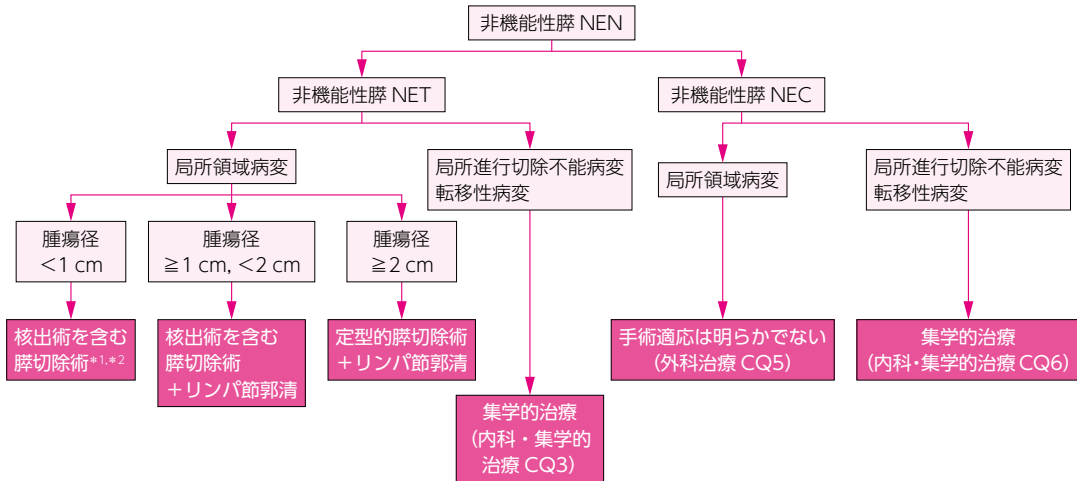 非機能性膵 NEN
非機能性膵 NET
非機能性膵 NEC
局所領域病変
局所進行切除不能病変
転移性病変
局所領域病変
局所進行切除不能病変
転移性病変
腫瘍径
<1 cm
腫瘍径
≧1 cm, <2 cm
腫瘍径
≧2 cm
核出術を含む
膵切除術*1,*2
核出術を含む
膵切除術
+リンパ節郭清
定型的膵切除術
+リンパ節郭清
手術適応は明らかでない
(外科治療 CQ5)
集学的治療
(内科・集学的治療 CQ6)
集学的治療
(内科・集学的
治療 CQ3)